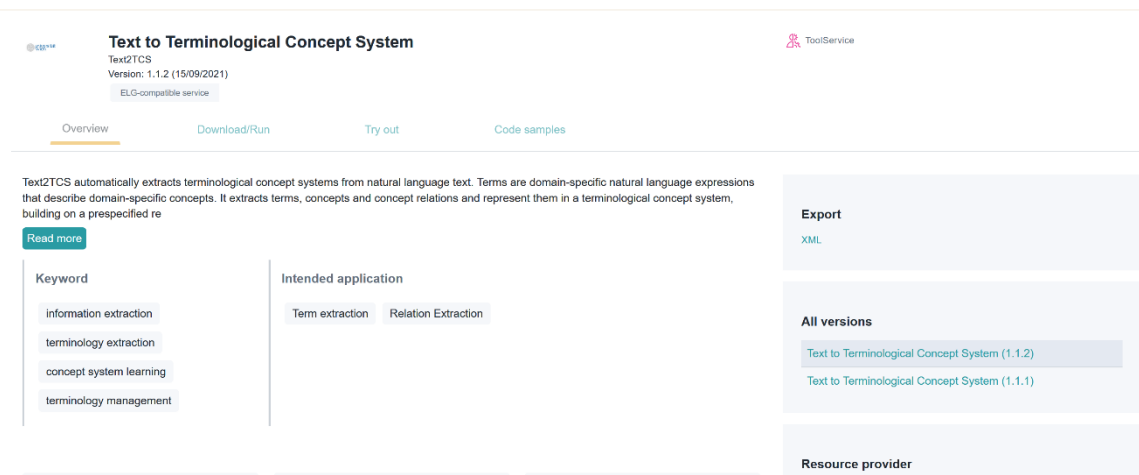 Text to Terminological Concept System
Text2TCS
Version: 1.1.2 (15/09/2021)
ELG-compatible service
ToolService
Overview
Download/Run
Try out
Code samples
Text2TCS automatically extracts terminological concept systems from natural language text. Terms are domain-specific natural language expressions
that describe domain-specific concepts. It extracts terms, concepts and concept relations and represent them in a terminological concept system,
building on a prespecified re
Read more
Keyword
information extraction
terminology extraction
concept system learning
terminology management
Intended application
Term extraction
Relation Extraction
Export
XML
All versions
Text to Terminological Concept System (1.1.2)
Text to Terminological Concept System (1.1.1)
Resource provider